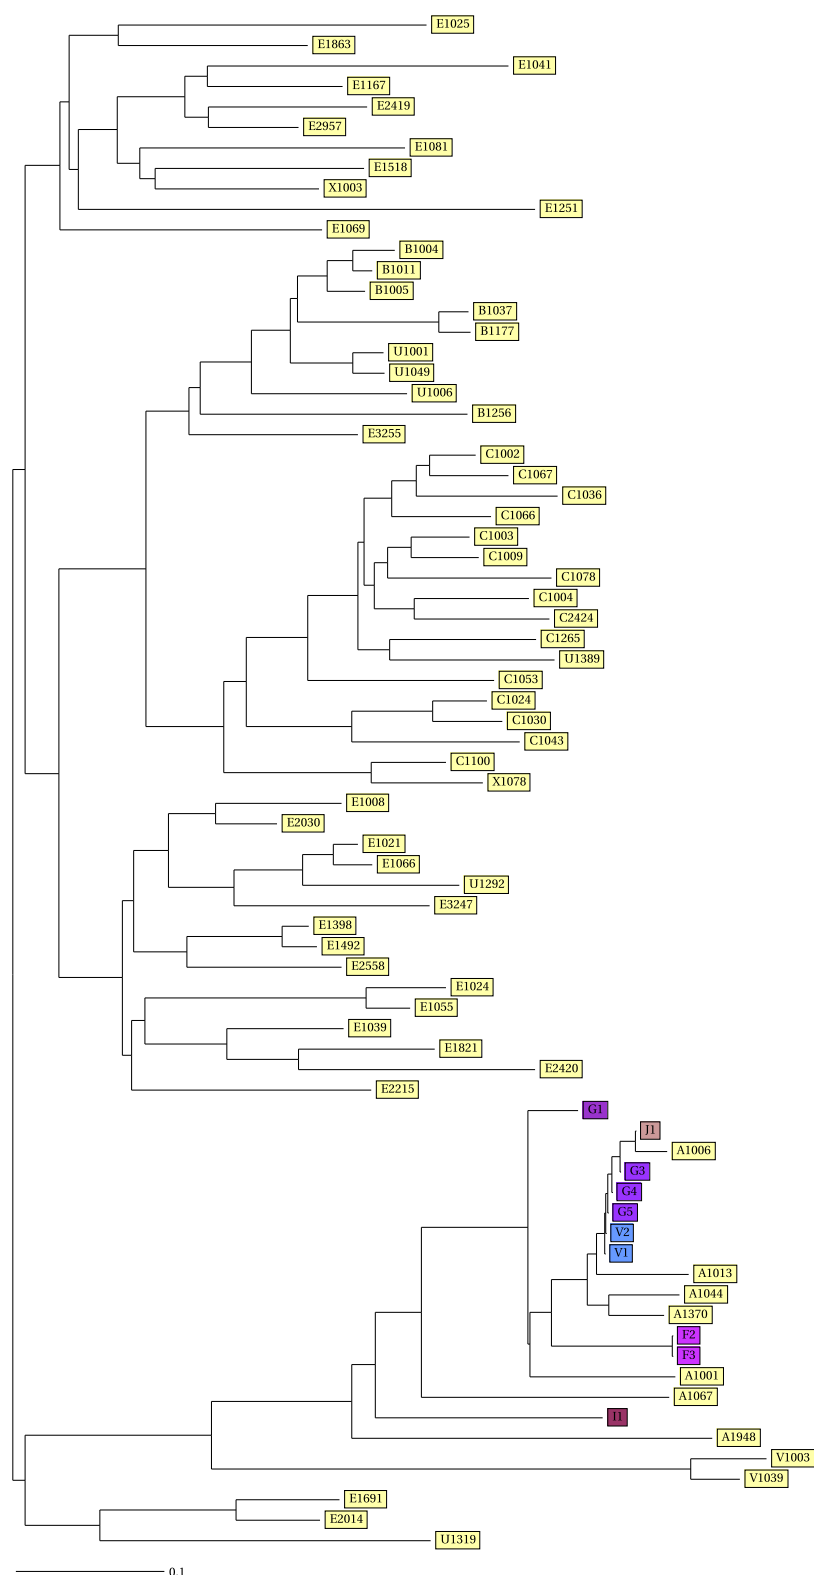 E1025
E1863
E1041
E1167
E2419
E2957
E1081
E1518
X1003
E1251
E1069
B1004
B1011
B1005
B1037
B1177
U1001
U1049
U1006
B1256
E3255
C1002
C1067
C1036
C1066
C1003
C1009
C1078
C1004
C2424
C1265
U1389
C1053
C1024
C1030
C1043
C1100
X1078
E1008
E2030
E1021
E1066
U1292
E3247
E1398
E1492
E2558
E1024
E1055
E1039
E1821
E2420
E2215
G1
J1
A1006
G3
G4
G5
V2
V1
A1013
A1044
A1370
F2
F3
A1001
A1067
I1
A1948
V1003
V1039
E1691
E2014
U1319
0.1